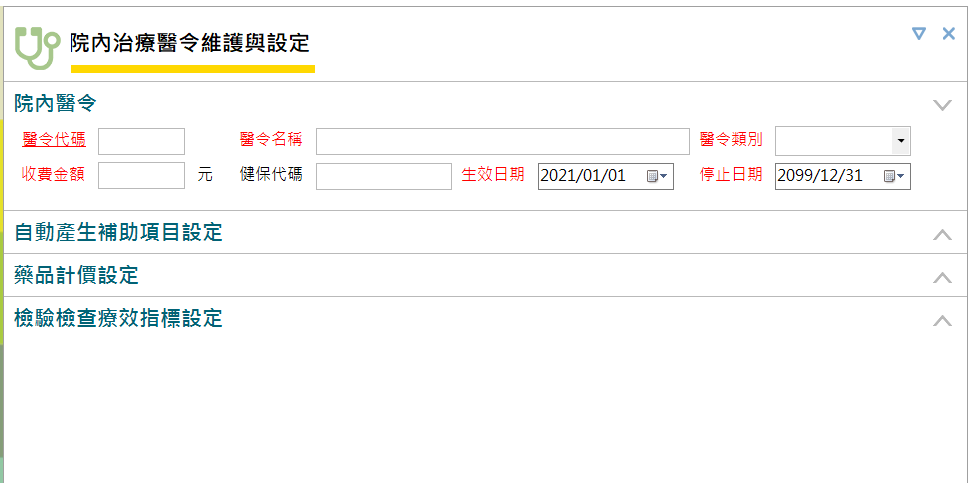 院內治療醫令維護與設定
院內醫令
醫令代碼 醫令名稱 醫令類別
收費金額 元 健保代碼 生效日期 2021/01/01 停止日期 2099/12/31
自動產生補助項目設定
藥品計價設定
檢驗檢查療效指標設定